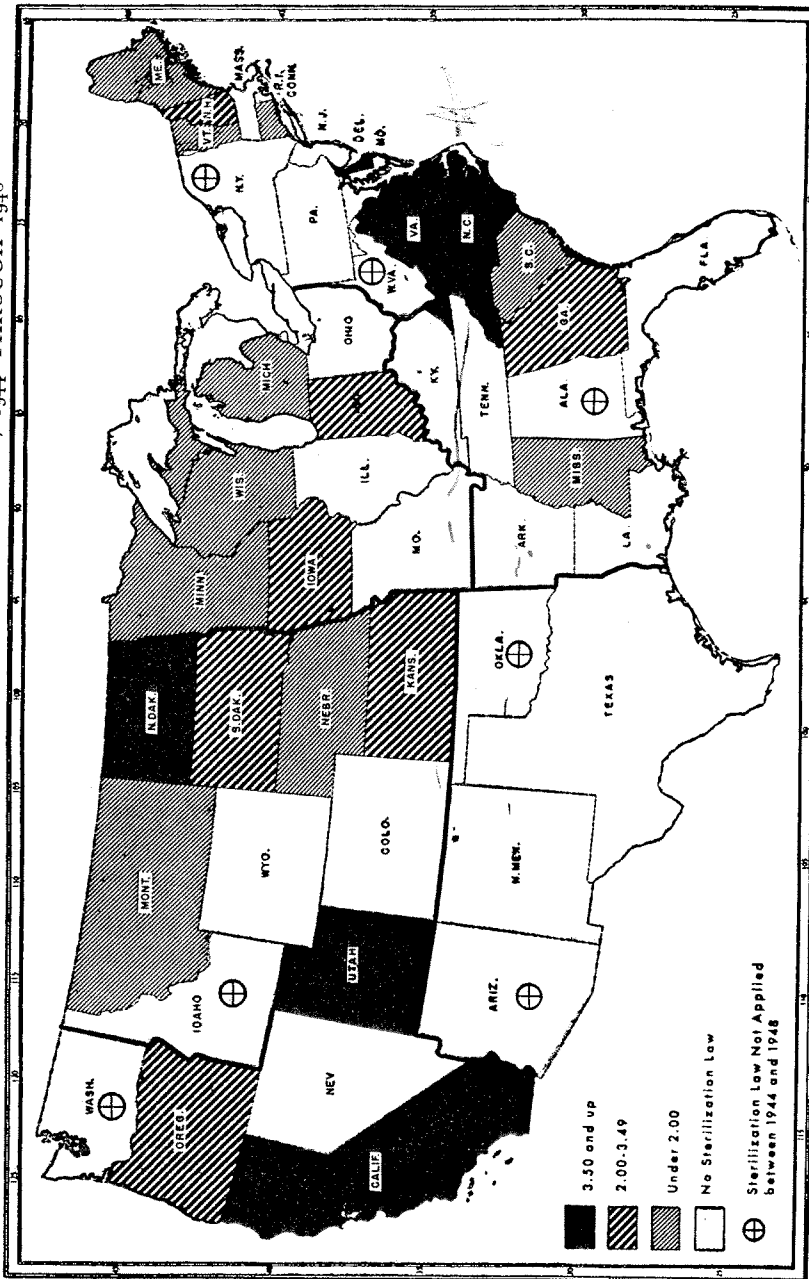 1944 THROUGH 1948
WASH.
OREG.
CALIF.
NEV
IDAHO
MONT.
WYO.
UTAH
COLO.
ARIZ.
N.MEX.
N.DAK.
S.DAK.
NEBR.
KANS.
OKLA.
TEXAS
MINN.
IOWA
MO.
ARK.
LA.
WIS.
ILL.
MICH
IND.
OHIO
KY.
TENN.
MISS.
ALA.
GA.
FLA.
S.C.
N.C.
VA.
W.VA.
PA.
N.Y.
VT.
N.H.
ME.
MASS.
R.I.
CONN.
N.J.
DEL.
MD.
3.50 and up
2.00-3.49
Under 2.00
No Sterilization Law
Sterilization Law Not Applied
between 1944 and 1948